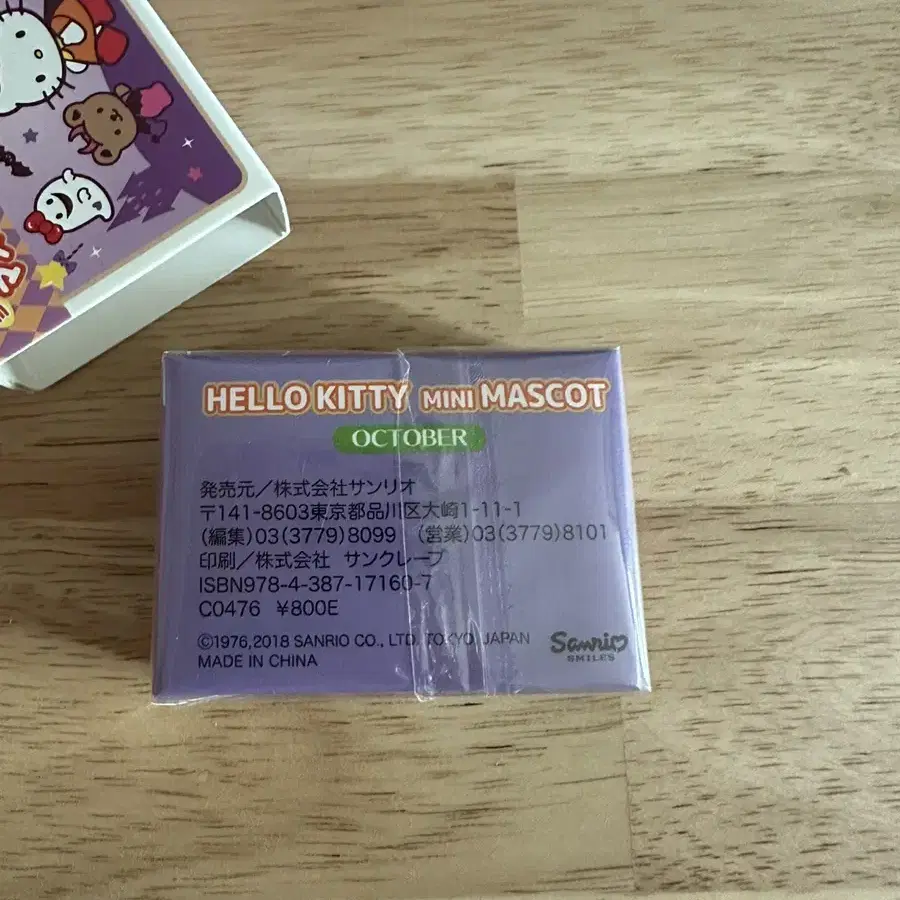 HELLO KITTY MINI MASCOT
OCTOBER
発売元／株式会社サンリオ
〒141-8603東京都品川区大崎1-11-1
(編集)03(3779)8099 (営業)03(3779)8101
印刷／株式会社 サンクレープ
ISBN978-4-387-17160-7
C0476 ¥800E
©1976,2018 SANRIO CO., LTD. TOKYO, JAPAN
MADE IN CHINA
Sanrio
SMILES